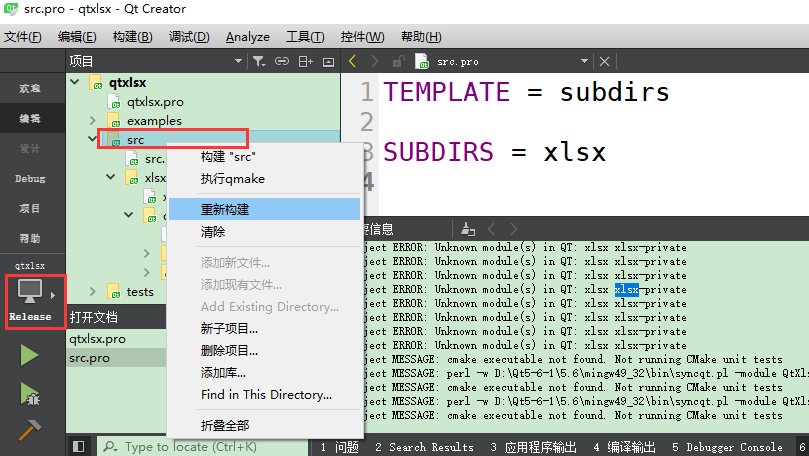 src.pro - qtxlsx - Qt Creator
文件(F) 编辑(E) 构建(B) 调试(D) Analyze 工具(T) 控件(W) 帮助(H)
项目
src.pro
欢迎
编辑
设计
Debug
项目
帮助
qtxlsx
Release
qtxlsx
qtxlsx.pro
examples
src
src.
xlsx
tests
1 TEMPLATE = subdirs
2
3 SUBDIRS = xlsx
4
构建 "src"
执行qmake
重新构建
清除
添加新文件...
添加现有文件...
Add Existing Directory...
新子项目...
删除项目...
添加库...
Find in This Directory...
折叠全部
打开文档
qtxlsx.pro
src.pro
要信息
ject ERROR: Unknown module(s) in QT: xlsx xlsx-private
ject ERROR: Unknown module(s) in QT: xlsx xlsx-private
ject ERROR: Unknown module(s) in QT: xlsx xlsx-private
ject ERROR: Unknown module(s) in QT: xlsx xlsx-private
ject ERROR: Unknown module(s) in QT: xlsx xlsx-private
ject ERROR: Unknown module(s) in QT: xlsx xlsx-private
ject ERROR: Unknown module(s) in QT: xlsx xlsx-private
ject ERROR: Unknown module(s) in QT: xlsx xlsx-private
ject MESSAGE: cmake executable not found. Not running CMake unit tests
ject MESSAGE: perl -w D:\Qt5-6-1\5.6\mingw49_32\bin\syncqt.pl -module QtXls
ject MESSAGE: cmake executable not found. Not running CMake unit tests
ject MESSAGE: perl -w D:\Qt5-6-1\5.6\mingw49_32\bin\syncqt.pl -module QtXls
ject MESSAGE: cmake executable not found. Not running CMake unit tests
Type to locate (Ctrl+K)
1 问题 2 Search Results 3 应用程序输出 4 编译输出 5 Debugger Console 6